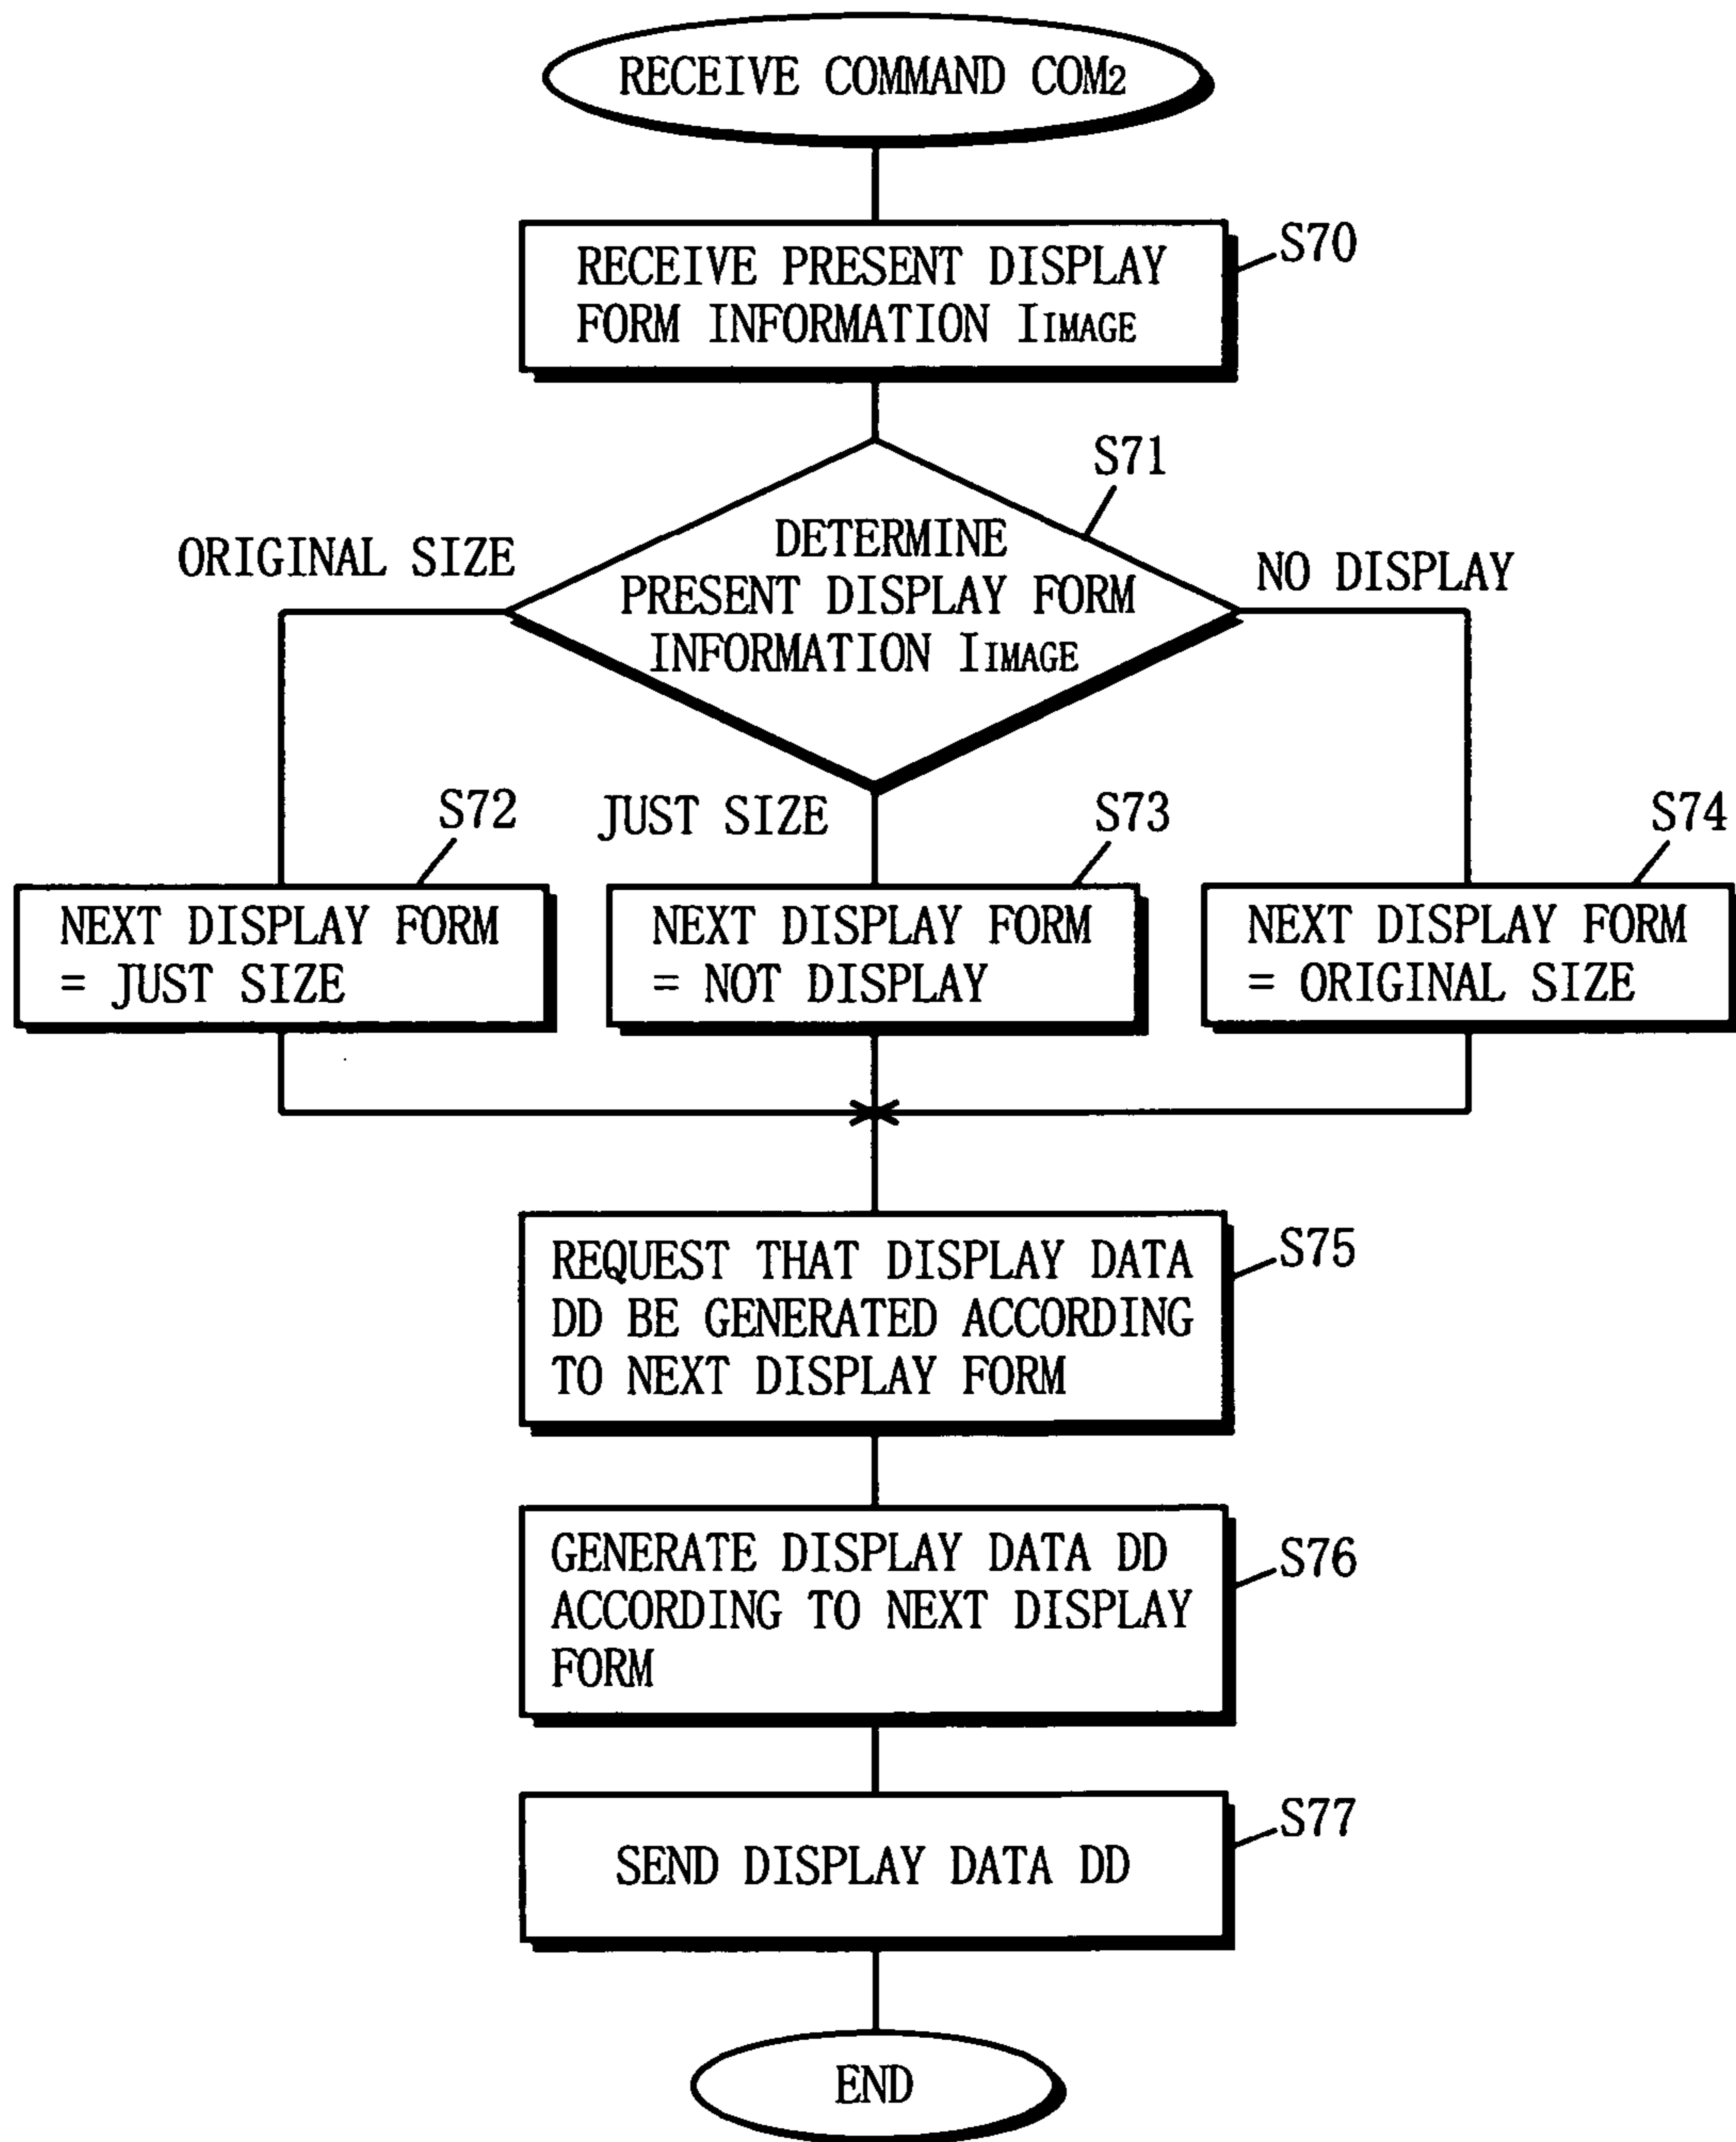 RECEIVE COMMAND COM2
RECEIVE PRESENT DISPLAY
FORM INFORMATION IIMAGE
S70
S71
DETERMINE
PRESENT DISPLAY FORM
INFORMATION IIMAGE
ORIGINAL SIZE
NO DISPLAY
JUST SIZE
S72
NEXT DISPLAY FORM
= JUST SIZE
S73
NEXT DISPLAY FORM
= NOT DISPLAY
S74
NEXT DISPLAY FORM
= ORIGINAL SIZE
S75
REQUEST THAT DISPLAY DATA
DD BE GENERATED ACCORDING
TO NEXT DISPLAY FORM
S76
GENERATE DISPLAY DATA DD
ACCORDING TO NEXT DISPLAY
FORM
S77
SEND DISPLAY DATA DD
END